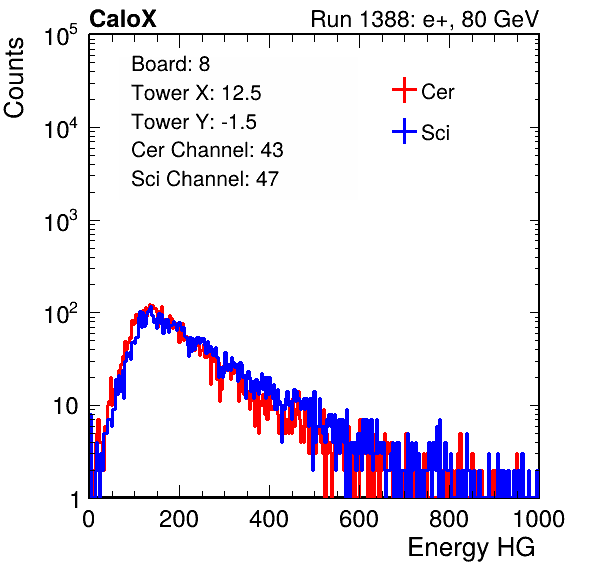 CaloX Run 1388: e+, 80 GeV
Counts
10^5
10^4
10^3
10^2
10
1
Board: 8
Tower X: 12.5
Tower Y: -1.5
Cer Channel: 43
Sci Channel: 47
Cer
Sci
0 200 400 600 800 1000
Energy HG